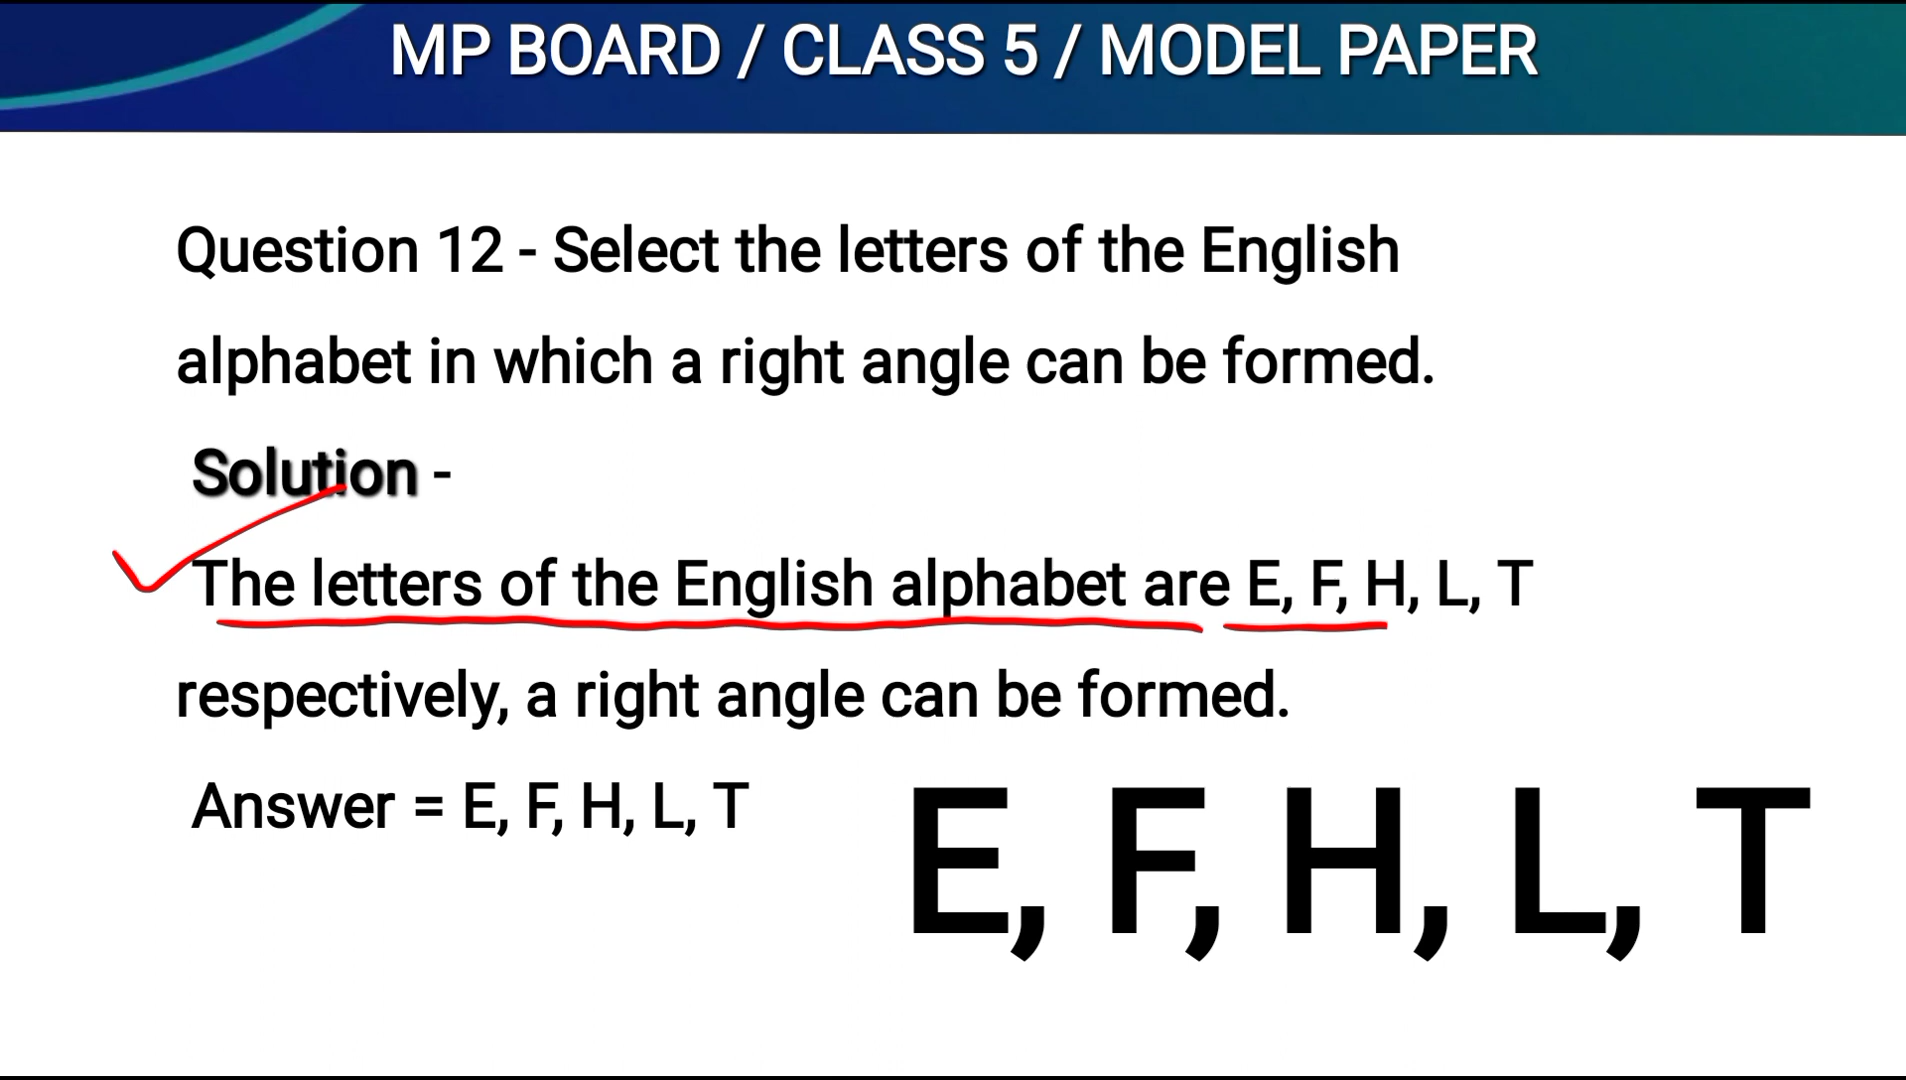 MP BOARD / CLASS 5 / MODEL PAPER
Question 12 - Select the letters of the English
alphabet in which a right angle can be formed.
Solution -
The letters of the English alphabet are E, F, H, L, T
respectively, a right angle can be formed.
Answer = E, F, H, L, T
E, F, H, L, T